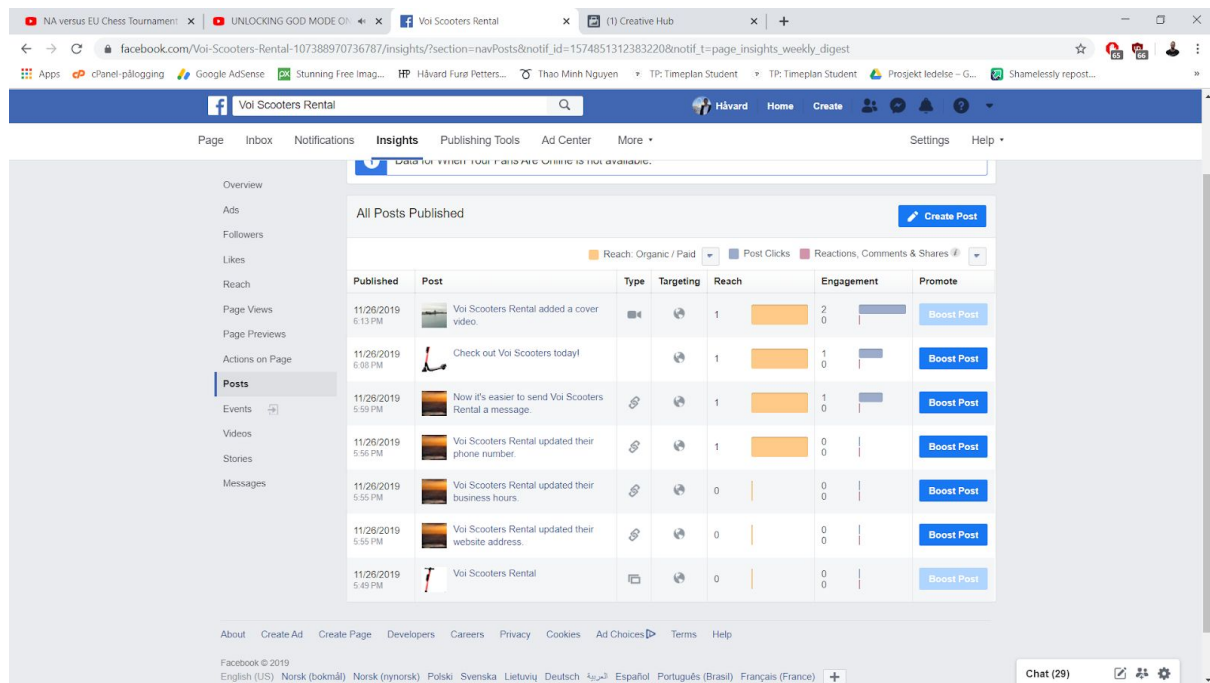 NA versus EU Chess Tournament
UNLOCKING GOD MODE ON
Voi Scooters Rental
(1) Creative Hub
facebook.com/Voi-Scooters-Rental-107388970736787/insights/?section=navPosts&notif_id=1574851312383220&notif_t=page_insights_weekly_digest
65
66
Apps
cPanel-pålogging
Google AdSense
Stunning Free Imag...
Håvard Furø Petters...
Thao Minh Nguyen
TP: Timeplan Student
TP: Timeplan Student
Prosjekt ledelse – G...
Shamelessly repost...
Voi Scooters Rental
Håvard Home Create
Page Inbox Notifications Insights Publishing Tools Ad Center More Settings Help
Data for When Your Fans Are Online is not available.
Overview
Ads
Followers
Likes
Reach
Page Views
Page Previews
Actions on Page
Posts
Events
Videos
Stories
Messages
All Posts Published
Create Post
Reach: Organic / Paid Post Clicks Reactions, Comments & Shares
Published Post Type Targeting Reach Engagement Promote
11/26/2019 Voi Scooters Rental added a cover 1 2 Boost Post
6:13 PM video. 0
11/26/2019 Check out Voi Scooters today! 1 1 Boost Post
6:08 PM 0
11/26/2019 Now it's easier to send Voi Scooters 1 1 Boost Post
5:59 PM Rental a message. 0
11/26/2019 Voi Scooters Rental updated their 1 0 Boost Post
5:56 PM phone number. 0
11/26/2019 Voi Scooters Rental updated their 0 0 Boost Post
5:55 PM business hours. 0
11/26/2019 Voi Scooters Rental updated their 0 0 Boost Post
5:55 PM website address. 0
11/26/2019 Voi Scooters Rental 0 0 Boost Post
5:49 PM 0
About Create Ad Create Page Developers Careers Privacy Cookies Ad Choices Terms Help
Facebook © 2019
English (US) Norsk (bokmål) Norsk (nynorsk) Polski Svenska Lietuvių Deutsch العربية Español Português (Brasil) Français (France)
Chat (29)